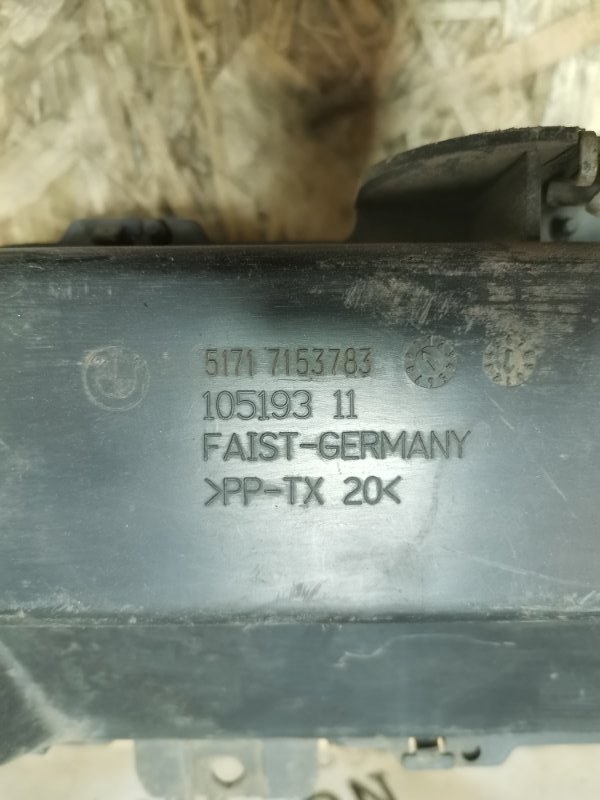 5171 7153783
105193 11
FAIST-GERMANY
>PP-TX 20<